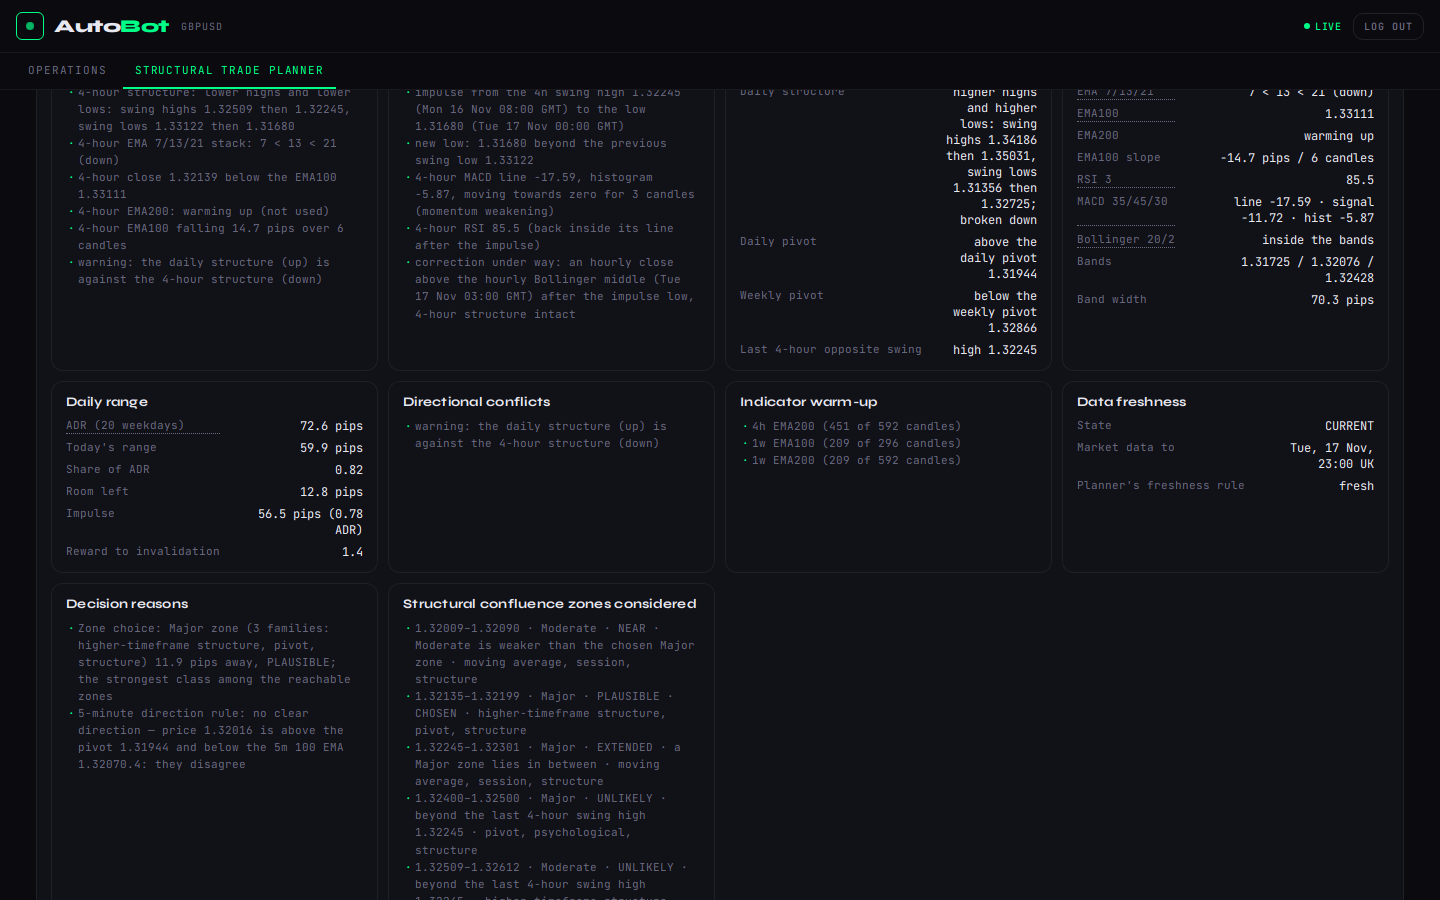 AutoBot GBPUSD
LIVE
LOG OUT
OPERATIONS
STRUCTURAL TRADE PLANNER
· 4-hour structure: lower highs and lower
lows: swing highs 1.32509 then 1.32245,
swing lows 1.33122 then 1.31680
· 4-hour EMA 7/13/21 stack: 7 < 13 < 21
(down)
· 4-hour close 1.32139 below the EMA100
1.33111
· 4-hour EMA200: warming up (not used)
· 4-hour EMA100 falling 14.7 pips over 6
candles
· warning: the daily structure (up) is
against the 4-hour structure (down)
impulse from the 4h swing high 1.32245
(Mon 16 Nov 08:00 GMT) to the low
1.31680 (Tue 17 Nov 00:00 GMT)
· new low: 1.31680 beyond the previous
swing low 1.33122
· 4-hour MACD line -17.59, histogram
-5.87, moving towards zero for 3 candles
(momentum weakening)
· 4-hour RSI 85.5 (back inside its line
after the impulse)
· correction under way: an hourly close
above the hourly Bollinger middle (Tue
17 Nov 03:00 GMT) after the impulse low,
4-hour structure intact
Daily structure
higher highs
and higher
lows: swing
highs 1.34186
then 1.35031,
swing lows
1.31356 then
1.32725;
broken down
Daily pivot
above the
daily pivot
1.31944
Weekly pivot
below the
weekly pivot
1.32866
Last 4-hour opposite swing
high 1.32245
EMA 7/13/21
7 < 13 < 21 (down)
EMA100
1.33111
EMA200
warming up
EMA100 slope
-14.7 pips / 6 candles
RSI 3
85.5
MACD 35/45/30
line -17.59 · signal
-11.72 · hist -5.87
Bollinger 20/2
inside the bands
Bands
1.31725 / 1.32076 /
1.32428
Band width
70.3 pips
Daily range
ADR (20 weekdays)
72.6 pips
Today's range
59.9 pips
Share of ADR
0.82
Room left
12.8 pips
Impulse
56.5 pips (0.78
ADR)
Reward to invalidation
1.4
Directional conflicts
· warning: the daily structure (up) is
against the 4-hour structure (down)
Indicator warm-up
· 4h EMA200 (451 of 592 candles)
· 1w EMA100 (209 of 296 candles)
· 1w EMA200 (209 of 592 candles)
Data freshness
State
CURRENT
Market data to
Tue, 17 Nov,
23:00 UK
Planner's freshness rule
fresh
Decision reasons
· Zone choice: Major zone (3 families:
higher-timeframe structure, pivot,
structure) 11.9 pips away, PLAUSIBLE;
the strongest class among the reachable
zones
· 5-minute direction rule: no clear
direction — price 1.32016 is above the
pivot 1.31944 and below the 5m 100 EMA
1.32070.4: they disagree
Structural confluence zones considered
· 1.32009–1.32090 · Moderate · NEAR ·
Moderate is weaker than the chosen Major
zone · moving average, session,
structure
· 1.32135–1.32199 · Major · PLAUSIBLE ·
CHOSEN · higher-timeframe structure,
pivot, structure
· 1.32245–1.32301 · Major · EXTENDED · a
Major zone lies in between · moving
average, session, structure
· 1.32400–1.32500 · Major · UNLIKELY ·
beyond the last 4-hour swing high
1.32245 · pivot, psychological,
structure
· 1.32509–1.32612 · Moderate · UNLIKELY ·
beyond the last 4-hour swing high
1.32245 · higher-timeframe structure